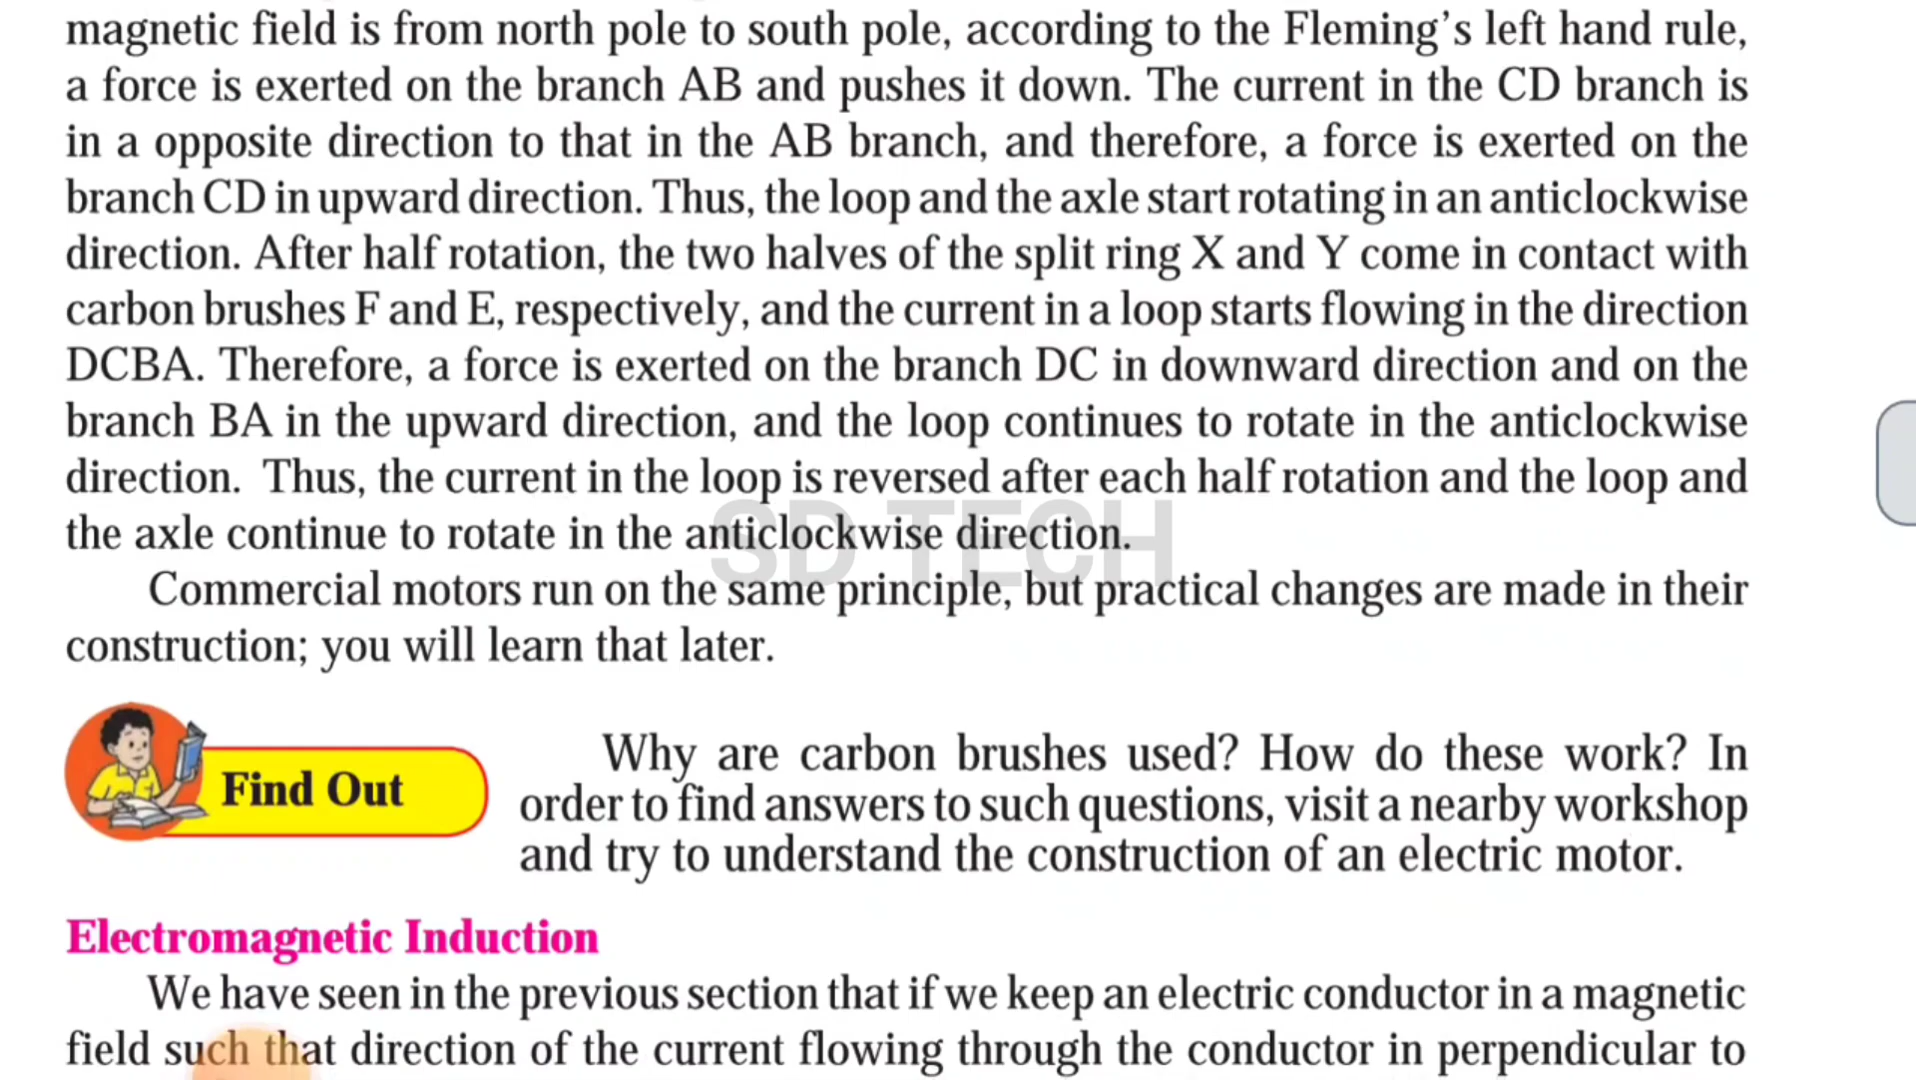 magnetic field is from north pole to south pole, according to the Fleming’s left hand rule,
a force is exerted on the branch AB and pushes it down. The current in the CD branch is
in a opposite direction to that in the AB branch, and therefore, a force is exerted on the
branch CD in upward direction. Thus, the loop and the axle start rotating in an anticlockwise
direction. After half rotation, the two halves of the split ring X and Y come in contact with
carbon brushes F and E, respectively, and the current in a loop starts flowing in the direction
DCBA. Therefore, a force is exerted on the branch DC in downward direction and on the
branch BA in the upward direction, and the loop continues to rotate in the anticlockwise
direction. Thus, the current in the loop is reversed after each half rotation and the loop and
the axle continue to rotate in the anticlockwise direction.
SD TECH
Commercial motors run on the same principle, but practical changes are made in their
construction; you will learn that later.
Find Out
Why are carbon brushes used? How do these work? In
order to find answers to such questions, visit a nearby workshop
and try to understand the construction of an electric motor.
Electromagnetic Induction
We have seen in the previous section that if we keep an electric conductor in a magnetic
field such that direction of the current flowing through the conductor in perpendicular to